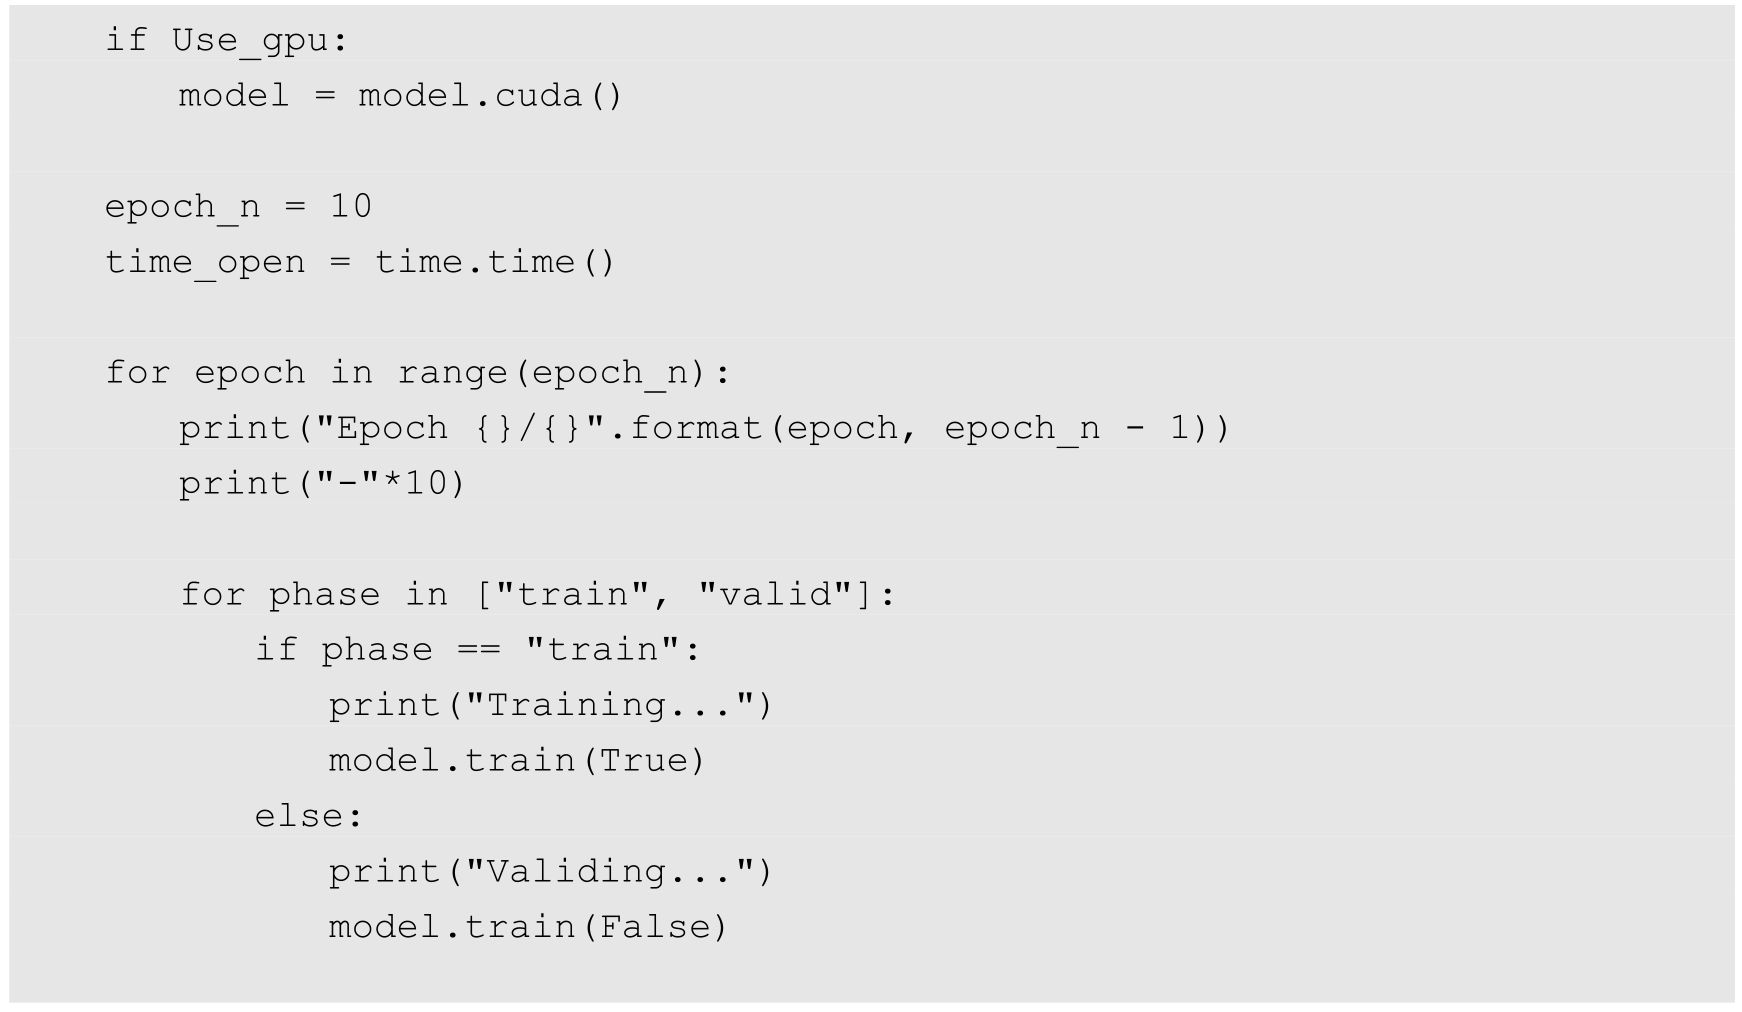 if Use_gpu:
    model = model.cuda()

epoch_n = 10
time_open = time.time()

for epoch in range(epoch_n):
    print("Epoch {}/{}".format(epoch, epoch_n - 1))
    print("-"*10)

    for phase in ["train", "valid"]:
        if phase == "train":
            print("Training...")
            model.train(True)
        else:
            print("Validing...")
            model.train(False)